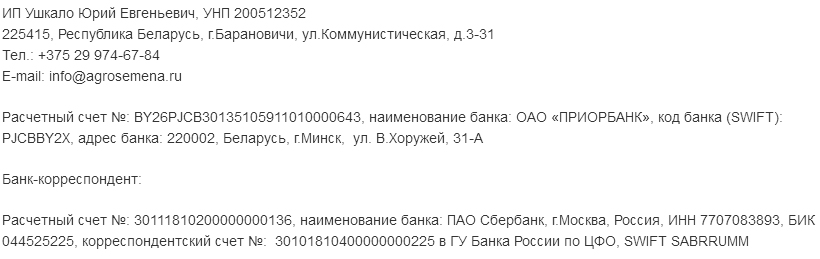 ИП Ушкало Юрий Евгеньевич, УНП 200512352
225415, Республика Беларусь, г.Барановичи, ул.Коммунистическая, д.3-31
Тел.: +375 29 974-67-84
E-mail: info@agrosemena.ru
Расчетный счет №: BY26PJCB30135105911010000643, наименование банка: ОАО «ПРИОРБАНК», код банка (SWIFT):
PJCBBY2X, адрес банка: 220002, Беларусь, г.Минск, ул. В.Хоружей, 31-А
Банк-корреспондент:
Расчетный счет №: 30111810200000000136, наименование банка: ПАО Сбербанк, г.Москва, Россия, ИНН 7707083893, БИК
044525225, корреспондентский счет №: 30101810400000000225 в ГУ Банка России по ЦФО, SWIFT SABRRUMM